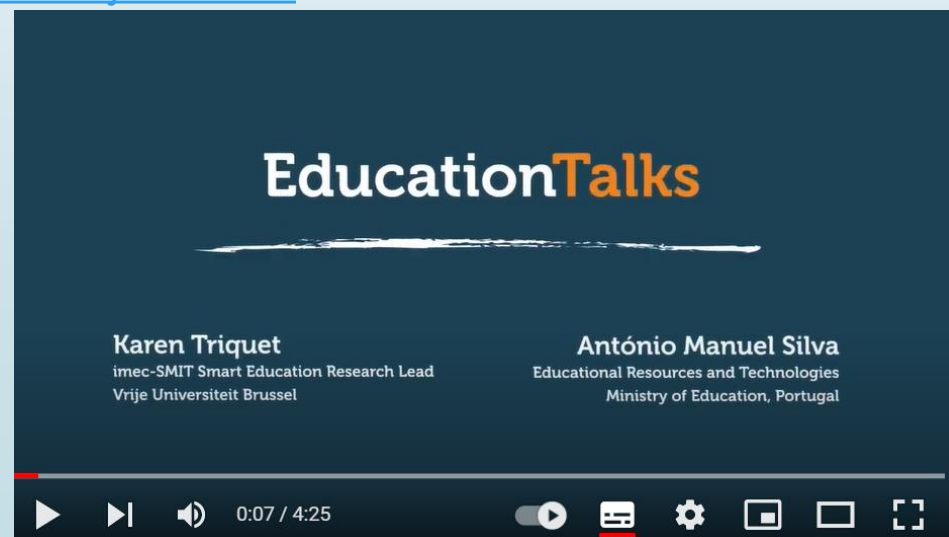 EducationTalks
Karen Triquet
imec-SMIT Smart Education Research Lead
Vrije Universiteit Brussel
António Manuel Silva
Educational Resources and Technologies
Ministry of Education, Portugal
0:07 / 4:25